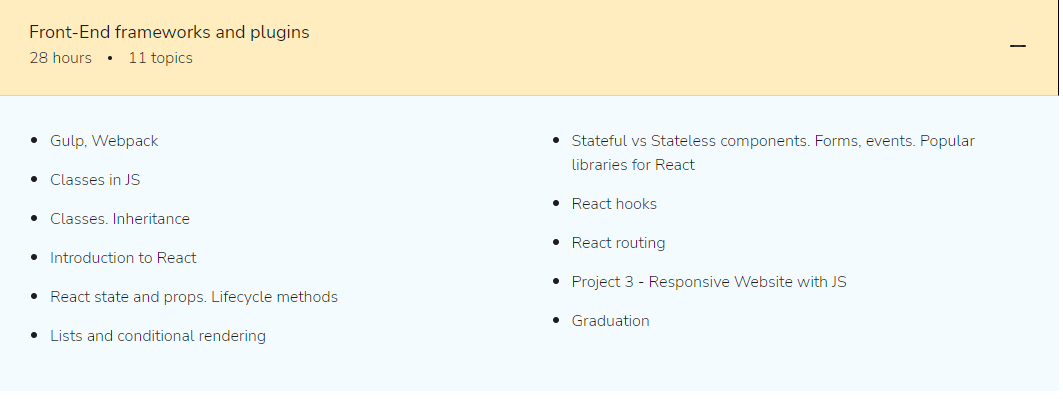 Front-End frameworks and plugins
28 hours • 11 topics
• Gulp, Webpack
• Classes in JS
• Classes. Inheritance
• Introduction to React
• React state and props. Lifecycle methods
• Lists and conditional rendering
• Stateful vs Stateless components. Forms, events. Popular
libraries for React
• React hooks
• React routing
• Project 3 - Responsive Website with JS
• Graduation